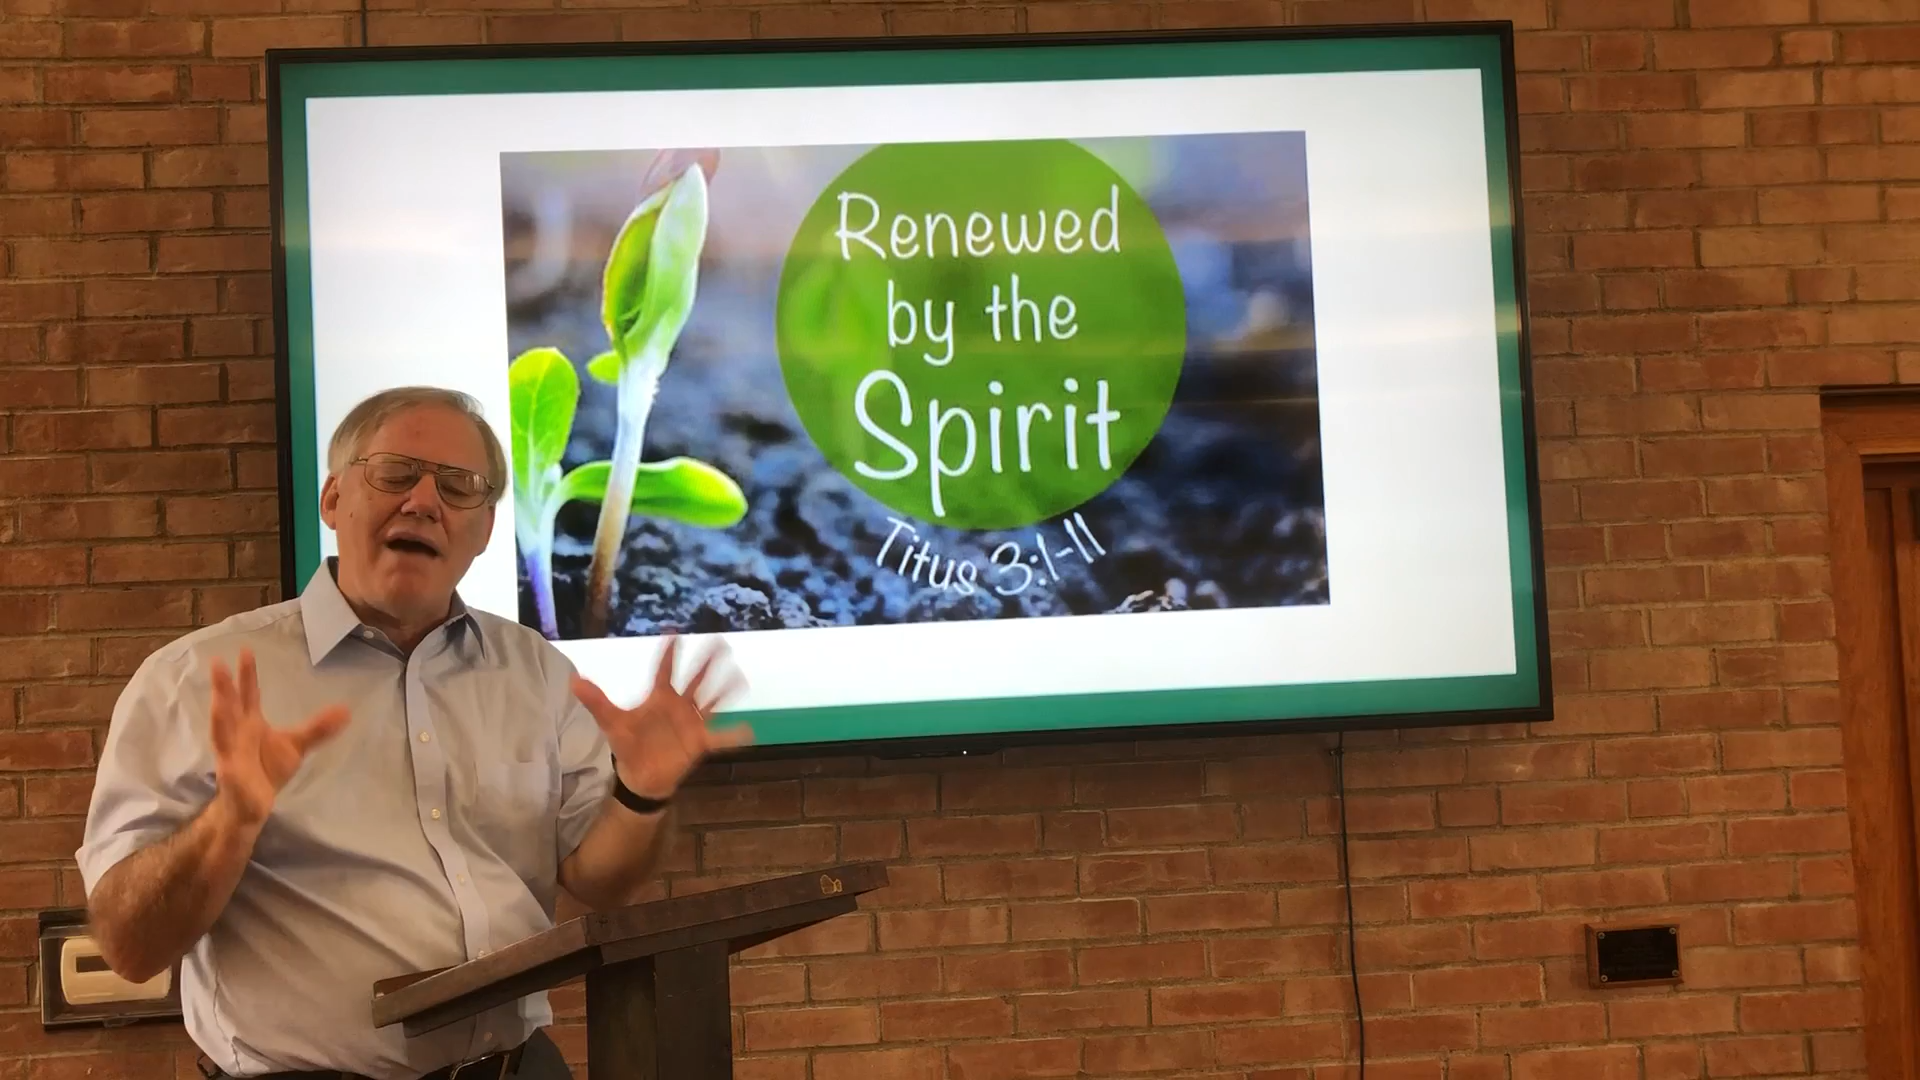 Renewed
by the
Spirit
Titus 3:1-11